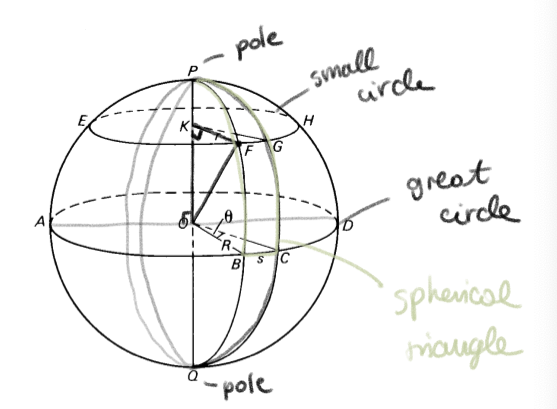 - pole
P
small
circle
E
H
K
r
F
G
great
circle
A
O
θ
D
R
B
s
C
spherical
triangle
Q
- pole